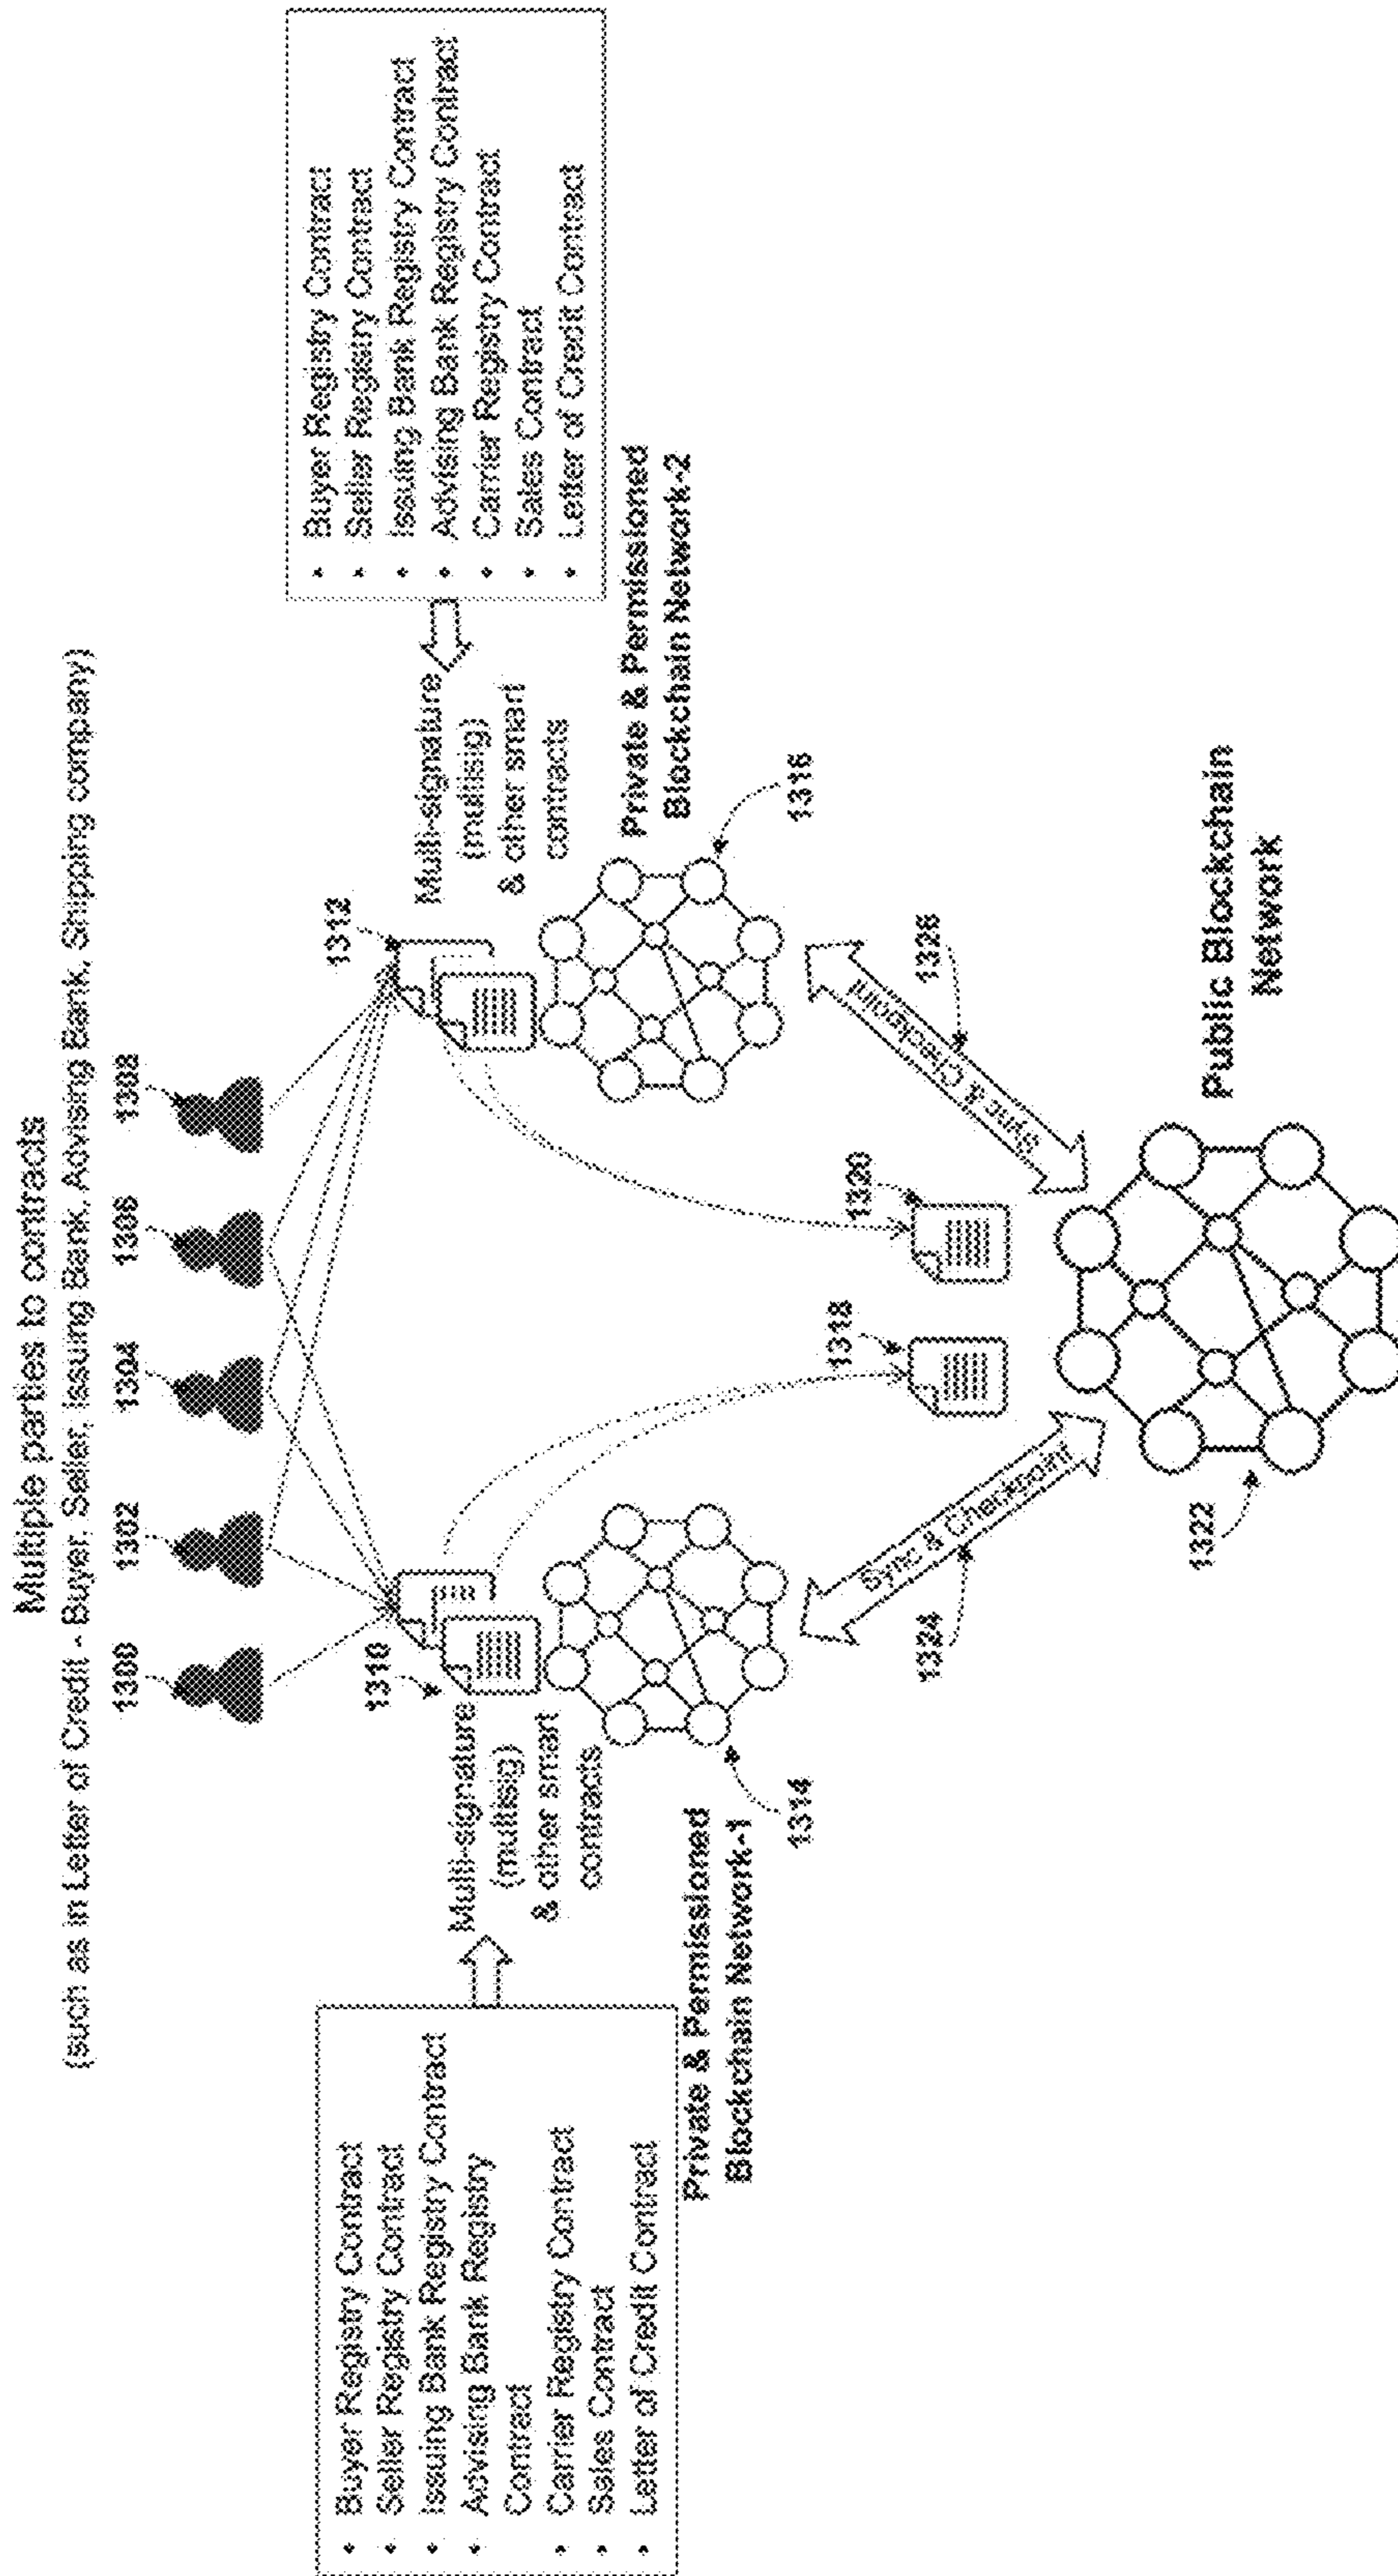 Multiple parties to contracts
(such as in Letter of Credit - Buyer, Seller, Issuing Bank, Advising Bank, Shipping company)
1300
1302
1304
1306
1308
1310
1312
• Buyer Registry Contract
• Seller Registry Contract
• Issuing Bank Registry Contract
• Advising Bank Registry
Contract
• Carrier Registry Contract
• Sales Contract
• Letter of Credit Contract
Multi-signature
(multisig)
& other smart
contracts
Private & Permissioned
Blockchain Network-1
1314
Multi-signature
(multisig)
& other smart
contracts
• Buyer Registry Contract
• Seller Registry Contract
• Issuing Bank Registry Contract
• Advising Bank Registry Contract
• Carrier Registry Contract
• Sales Contract
• Letter of Credit Contract
Private & Permissioned
Blockchain Network-2
1316
1318
1320
Sync & Checkpoint
1324
Sync & Checkpoint
1326
1322
Public Blockchain
Network